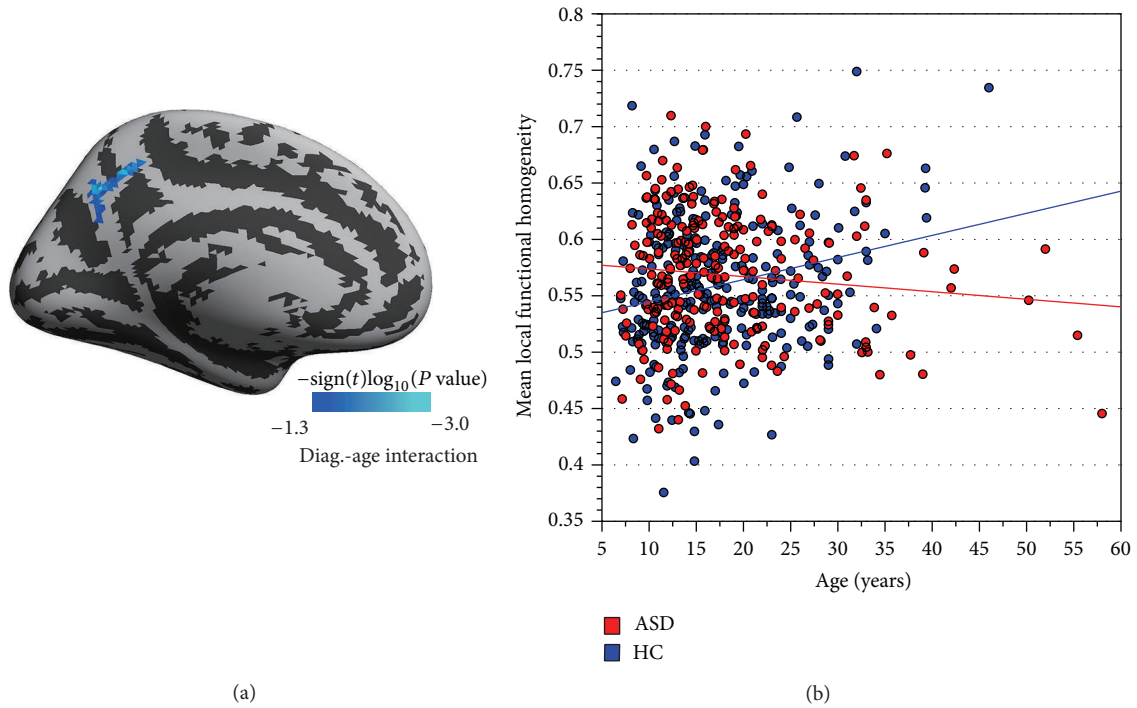 −sign(t)log₁₀(P value)
−1.3
−3.0
Diag.-age interaction
(a)
Mean local functional homogeneity
0.8
0.75
0.7
0.65
0.6
0.55
0.5
0.45
0.4
0.35
5 10 15 20 25 30 35 40 45 50 55 60
Age (years)
ASD
HC
(b)